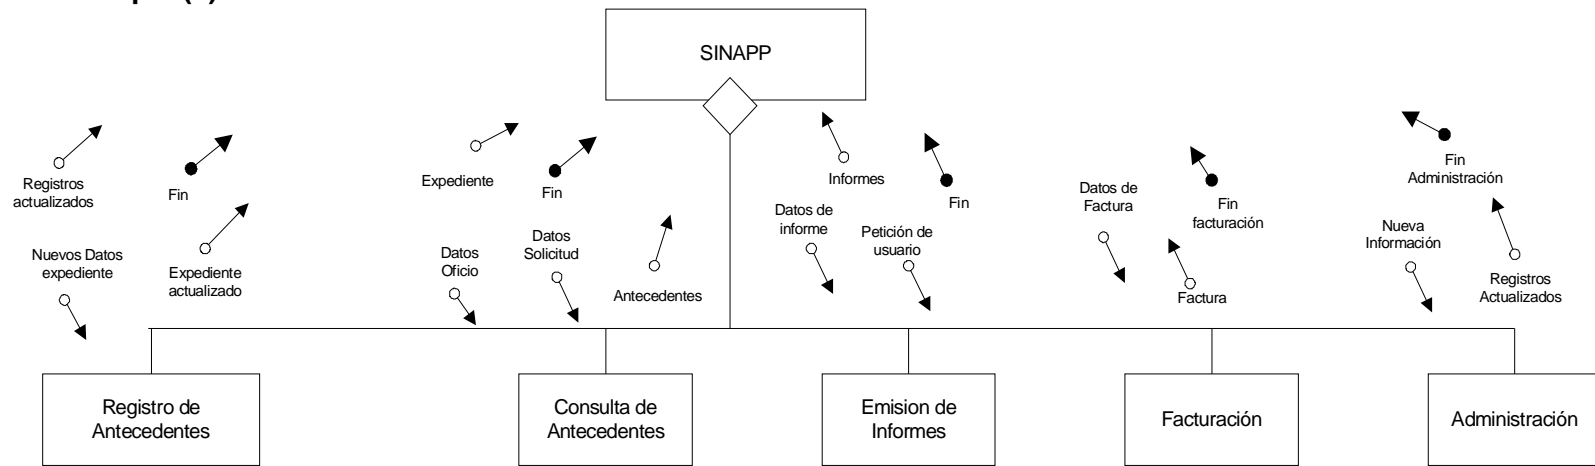 SINAPP
Registros
actualizados
Fin
Nuevos Datos
expediente
Expediente
actualizado
Expediente
Fin
Datos
Oficio
Datos
Solicitud
Antecedentes
Informes
Fin
Datos de
informe
Petición de
usuario
Datos de
Factura
Fin
facturación
Factura
Fin
Administración
Nueva
Información
Registros
Actualizados
Registro de
Antecedentes
Consulta de
Antecedentes
Emision de
Informes
Facturación
Administración